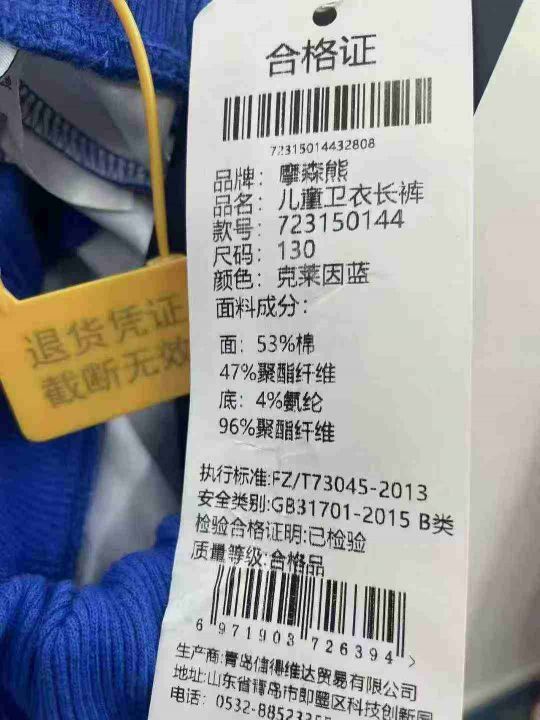 合格证
72315014432808
品牌：摩森熊
品名：儿童卫衣长裤
款号：723150144
尺码：130
颜色：克莱因蓝
面料成分：
面：53%棉
47%聚酯纤维
底：4%氨纶
96%聚酯纤维
执行标准:FZ/T73045-2013
安全类别:GB31701-2015 B类
检验合格证明:已检验
质量等级:合格品
6 971903 726394 >
生产商:青岛信得维达贸易有限公司
地址:山东省青岛市即墨区科技创新园
电话: 0532-885233
退货凭证
截断无效